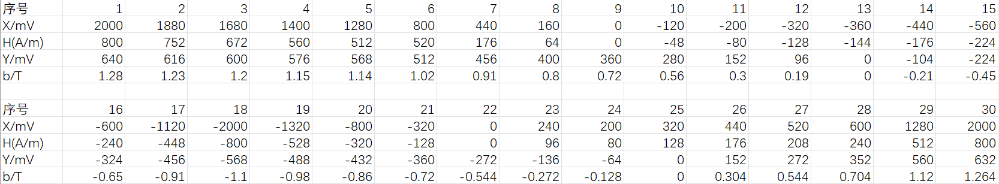 序号 1 2 3 4 5 6 7 8 9 10 11 12 13 14 15
X/mV 2000 1880 1680 1400 1280 800 440 160 0 -120 -200 -320 -360 -440 -560
H(A/m) 800 752 672 560 512 520 176 64 0 -48 -80 -128 -144 -176 -224
Y/mV 640 616 600 576 568 512 456 400 360 280 152 96 0 -104 -224
b/T 1.28 1.23 1.2 1.15 1.14 1.02 0.91 0.8 0.72 0.56 0.3 0.19 0 -0.21 -0.45
序号 16 17 18 19 20 21 22 23 24 25 26 27 28 29 30
X/mV -600 -1120 -2000 -1320 -800 -320 0 240 200 320 440 520 600 1280 2000
H(A/m) -240 -448 -800 -528 -320 -128 0 96 80 128 176 208 240 512 800
Y/mV -324 -456 -568 -488 -432 -360 -272 -136 -64 0 152 272 352 560 632
b/T -0.65 -0.91 -1.1 -0.98 -0.86 -0.72 -0.544 -0.272 -0.128 0 0.304 0.544 0.704 1.12 1.264